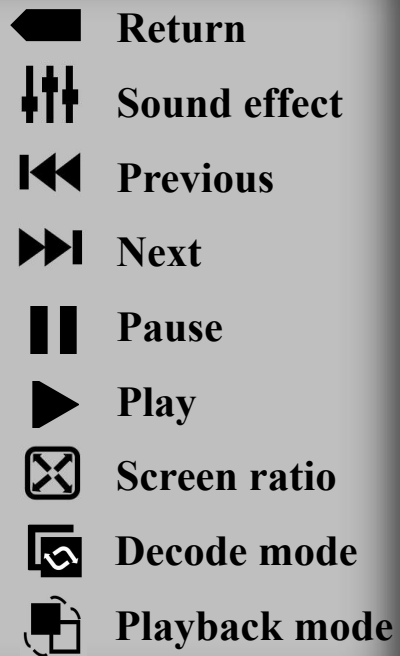 Return
Sound effect
Previous
Next
Pause
Play
Screen ratio
Decode mode
Playback mode